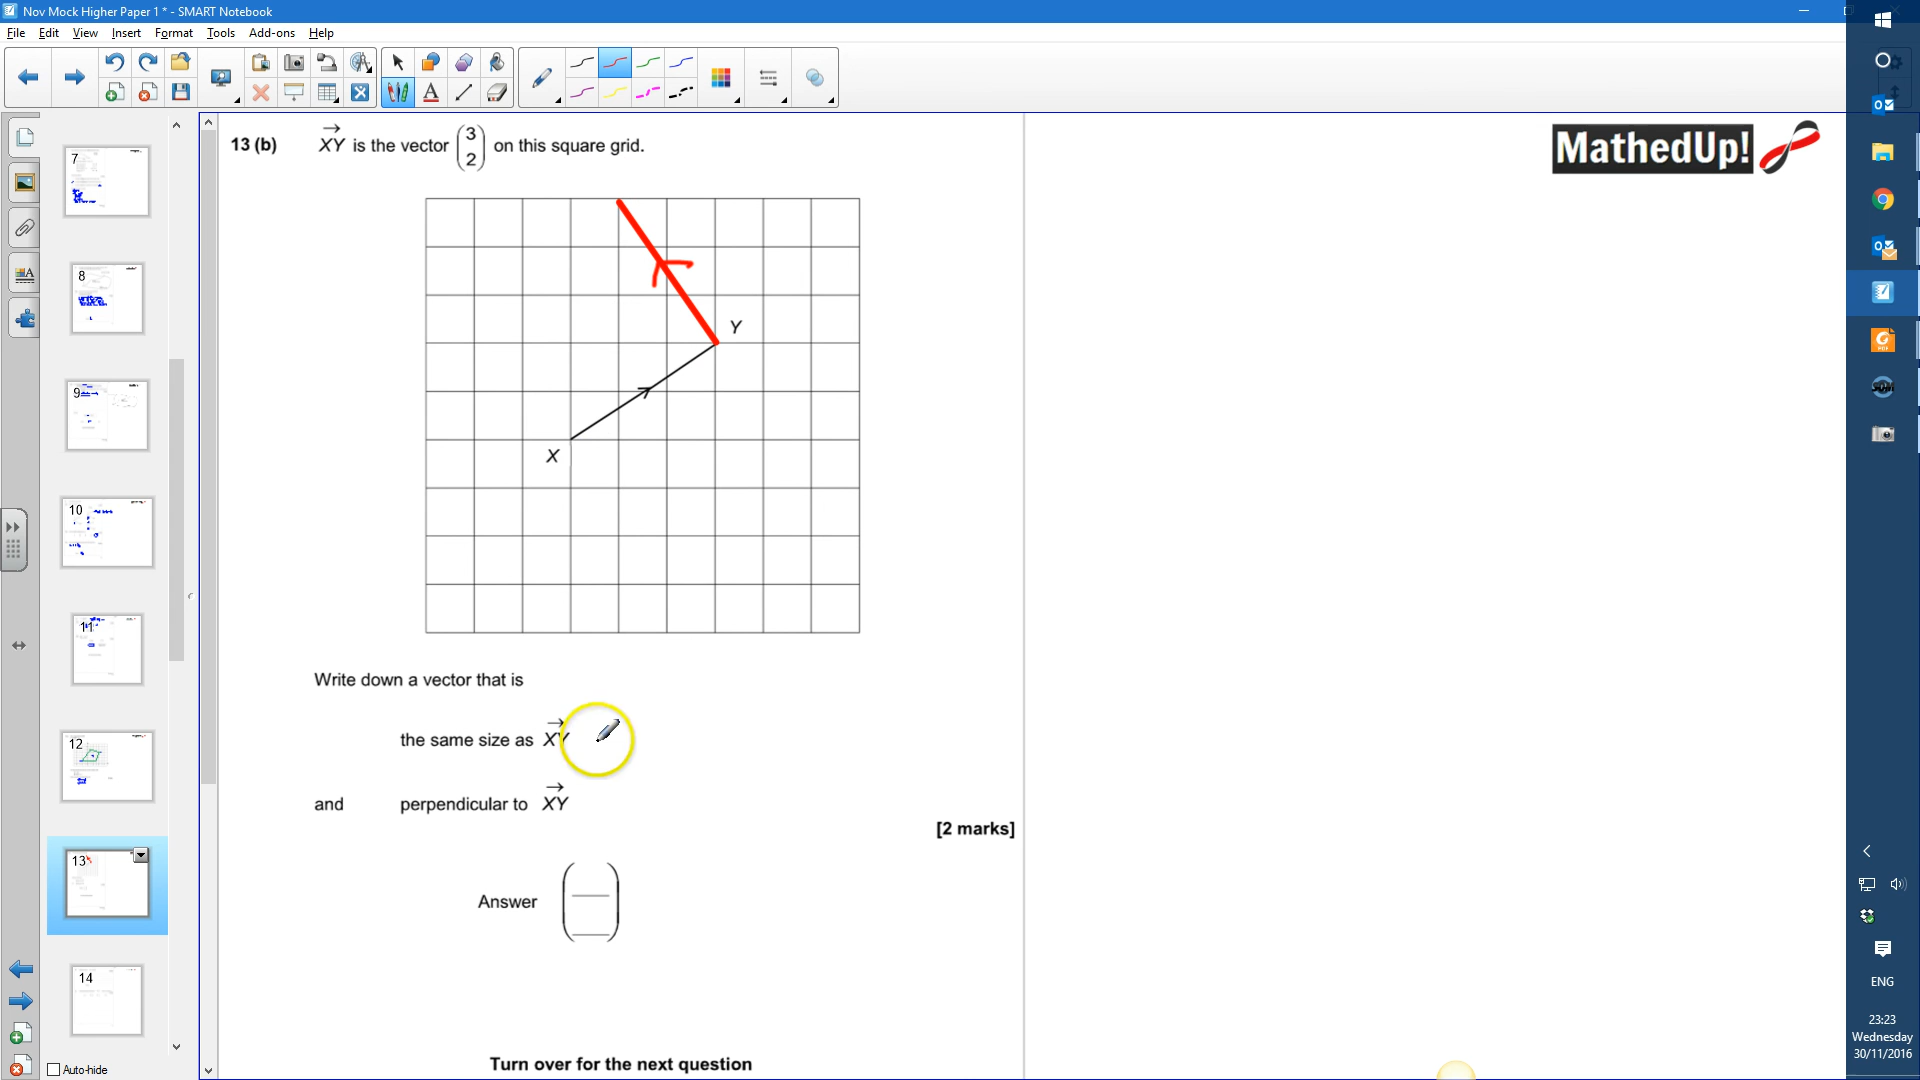 Nov Mock Higher Paper 1 * - SMART Notebook
File Edit View Insert Format Tools Add-ons Help
13 (b) XY is the vector (3 2) on this square grid.
MathedUp!
Y
X
Write down a vector that is
the same size as XY
and perpendicular to XY
[2 marks]
Answer
Turn over for the next question
7
8
9
10
11
12
13
14
Auto-hide
ENG
23:23
Wednesday
30/11/2016